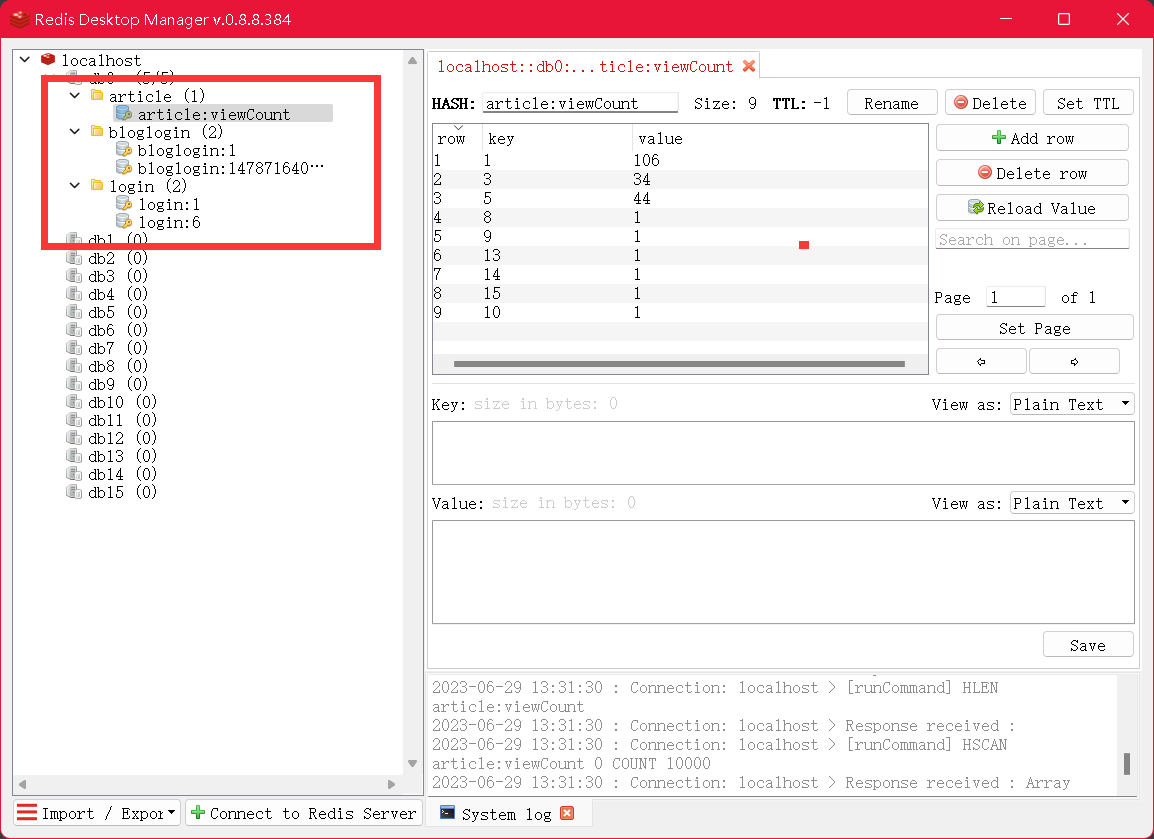 Redis Desktop Manager v.0.8.8.384
localhost
db0 (5/5)
article (1)
article:viewCount
bloglogin (2)
bloglogin:1
bloglogin:147871640…
login (2)
login:1
login:6
db1 (0)
db2 (0)
db3 (0)
db4 (0)
db5 (0)
db6 (0)
db7 (0)
db8 (0)
db9 (0)
db10 (0)
db11 (0)
db12 (0)
db13 (0)
db14 (0)
db15 (0)
Import / Expor
Connect to Redis Server
localhost::db0:...ticle:viewCount
HASH: article:viewCount Size: 9 TTL: -1 Rename Delete Set TTL
row key value
1 1 106
2 3 34
3 5 44
4 8 1
5 9 1
6 13 1
7 14 1
8 15 1
9 10 1
Add row
Delete row
Reload Value
Search on page...
Page 1 of 1
Set Page
Key: size in bytes: 0 View as: Plain Text
Value: size in bytes: 0 View as: Plain Text
Save
2023-06-29 13:31:30 : Connection: localhost > [runCommand] HLEN
article:viewCount
2023-06-29 13:31:30 : Connection: localhost > Response received :
2023-06-29 13:31:30 : Connection: localhost > [runCommand] HSCAN
article:viewCount 0 COUNT 10000
2023-06-29 13:31:30 : Connection: localhost > Response received : Array
System log